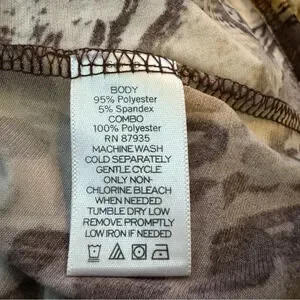 BODY
95% Polyester
5% Spandex
COMBO
100% Polyester
RN 87935
MACHINE WASH
COLD SEPARATELY
GENTLE CYCLE
ONLY NON-
CHLORINE BLEACH
WHEN NEEDED
TUMBLE DRY LOW
REMOVE PROMPTLY
LOW IRON IF NEEDED